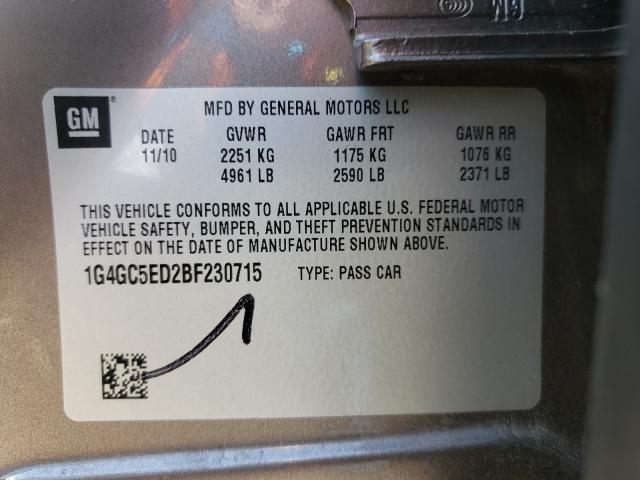 GM
GM ®
MFD BY GENERAL MOTORS LLC
DATE GVWR GAWR FRT GAWR RR
11/10 2251 KG 1175 KG 1076 KG
4961 LB 2590 LB 2371 LB
THIS VEHICLE CONFORMS TO ALL APPLICABLE U.S. FEDERAL MOTOR
VEHICLE SAFETY, BUMPER, AND THEFT PREVENTION STANDARDS IN
EFFECT ON THE DATE OF MANUFACTURE SHOWN ABOVE.
1G4GC5ED2BF230715 TYPE: PASS CAR